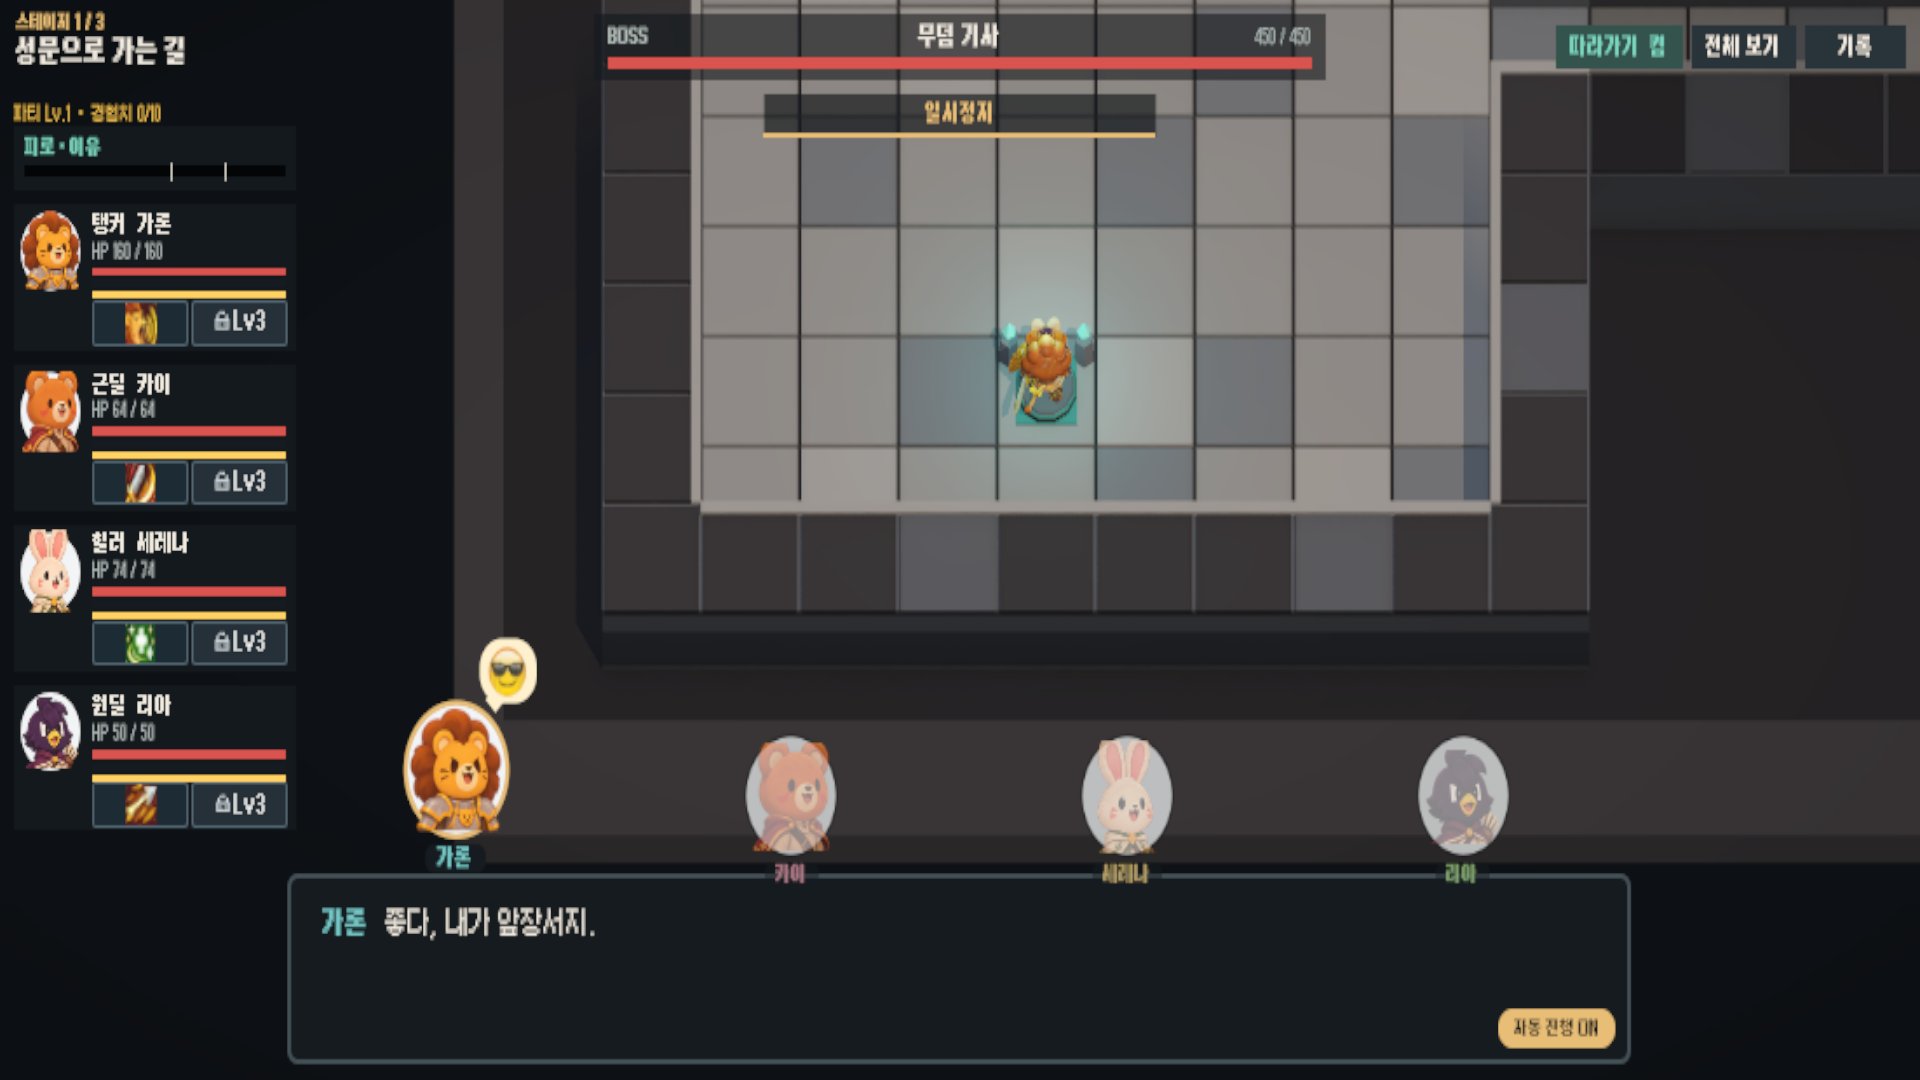 스테이지 1 / 3
성문으로 가는 길
파티 Lv.1 · 경험치 0/10
피로 · 여유
탱커 가론
HP 160 / 160
Lv3
근딜 카이
HP 64 / 64
Lv3
힐러 세레나
HP 74 / 74
Lv3
원딜 리아
HP 50 / 50
Lv3
BOSS 무덤 기사 450 / 450
일시정지
따라가기 켬 전체 보기 기록
가론
카이
세레나
리아
가론 좋다, 내가 앞장서지.
자동 진행 ON